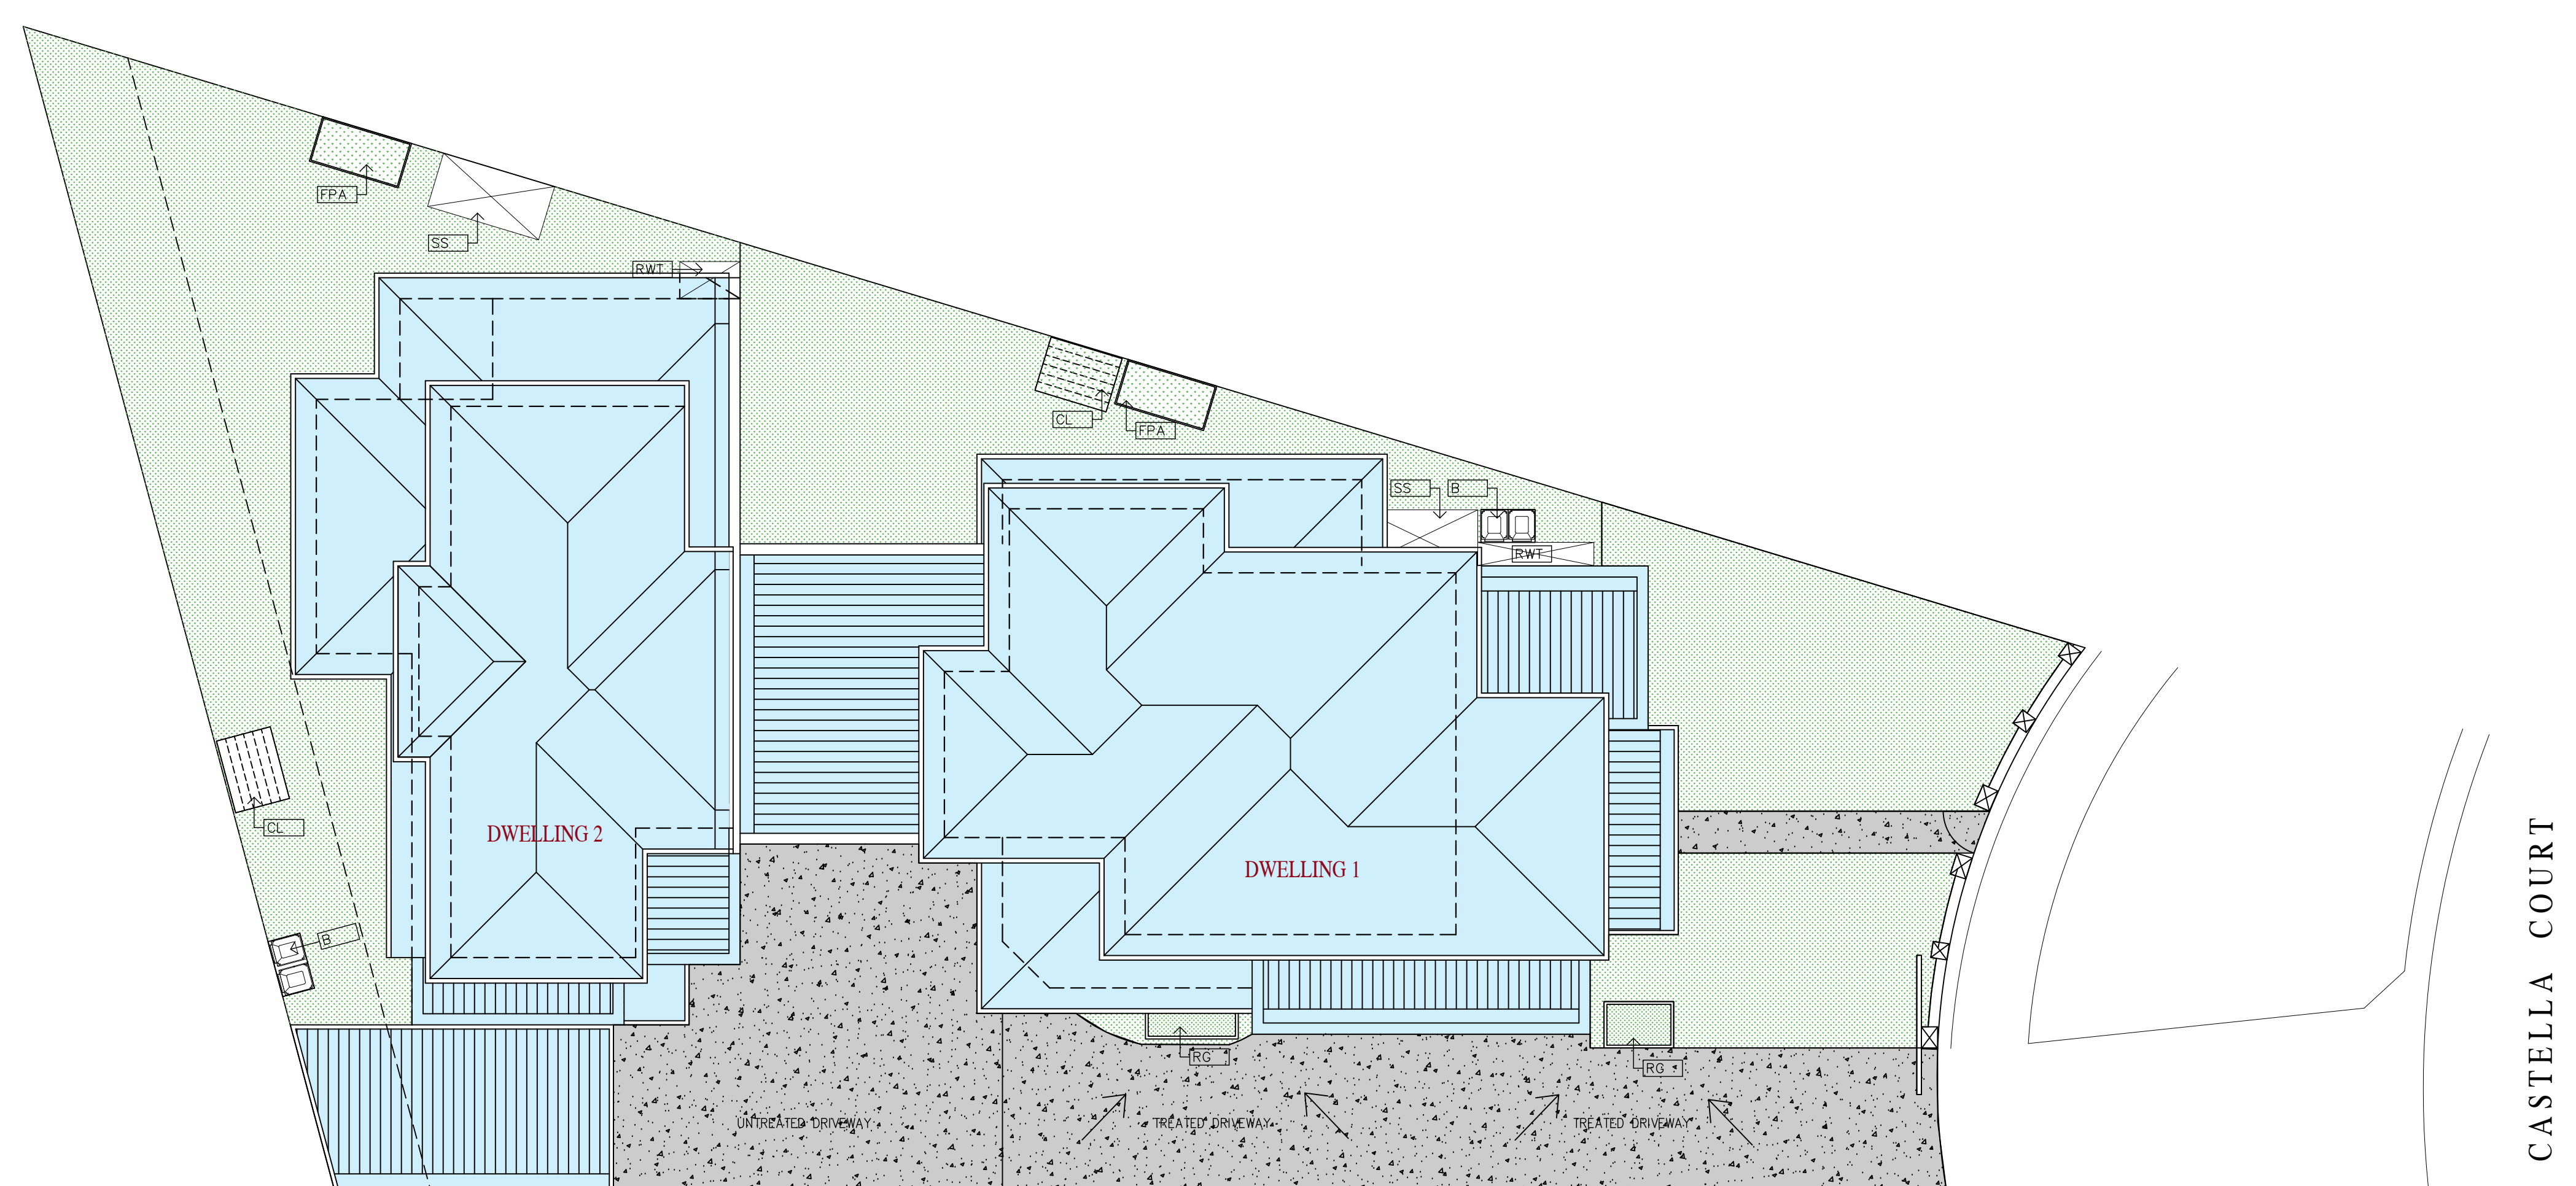 FPA
SS
RWT
CL
FPA
SS
B
RWT
DWELLING 2
CL
DWELLING 1
B
RG
RG
UNTREATED DRIVEWAY
TREATED DRIVEWAY
TREATED DRIVEWAY
CASTELLA COURT